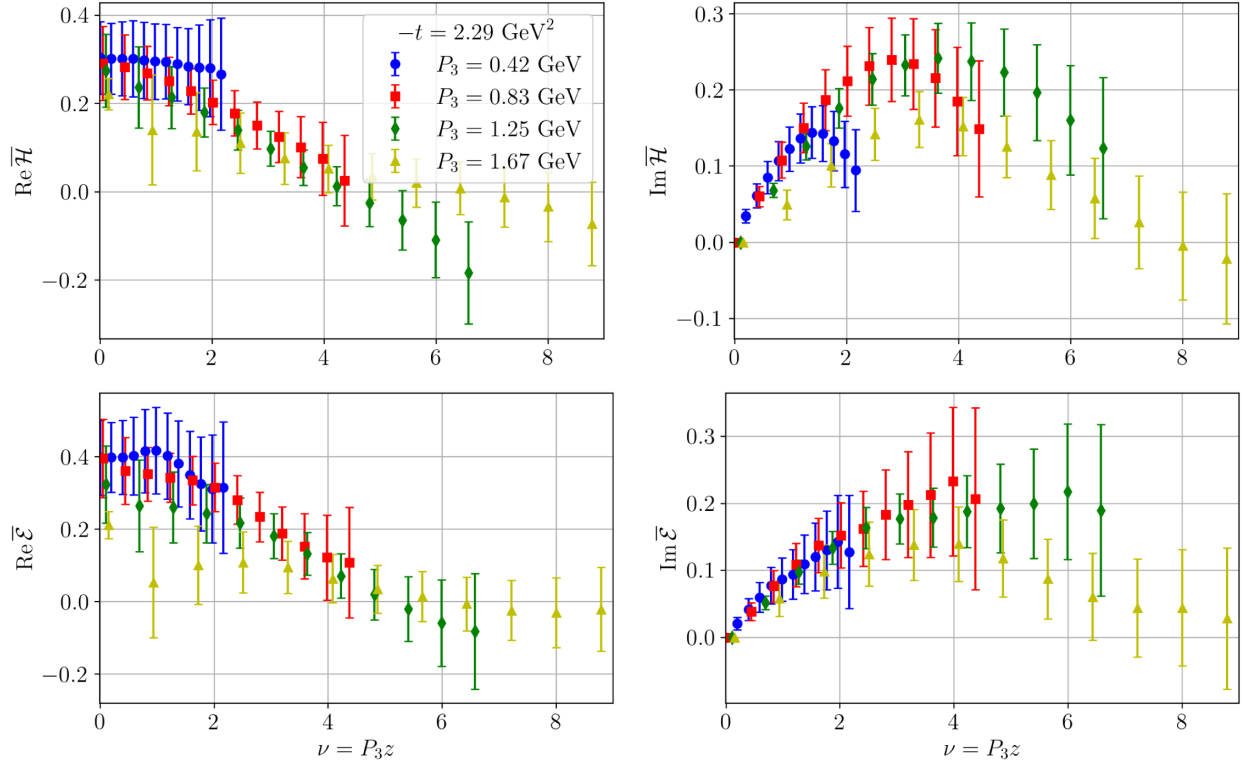 0.4
0.2
0.0
−0.2
Re H̅
0 2 4 6 8
−t = 2.29 GeV²
P₃ = 0.42 GeV
P₃ = 0.83 GeV
P₃ = 1.25 GeV
P₃ = 1.67 GeV
0.3
0.2
0.1
0.0
−0.1
Im H̅
0 2 4 6 8
0.4
0.2
0.0
−0.2
Re E̅
0 2 4 6 8
ν = P₃z
0.3
0.2
0.1
0.0
Im E̅
0 2 4 6 8
ν = P₃z